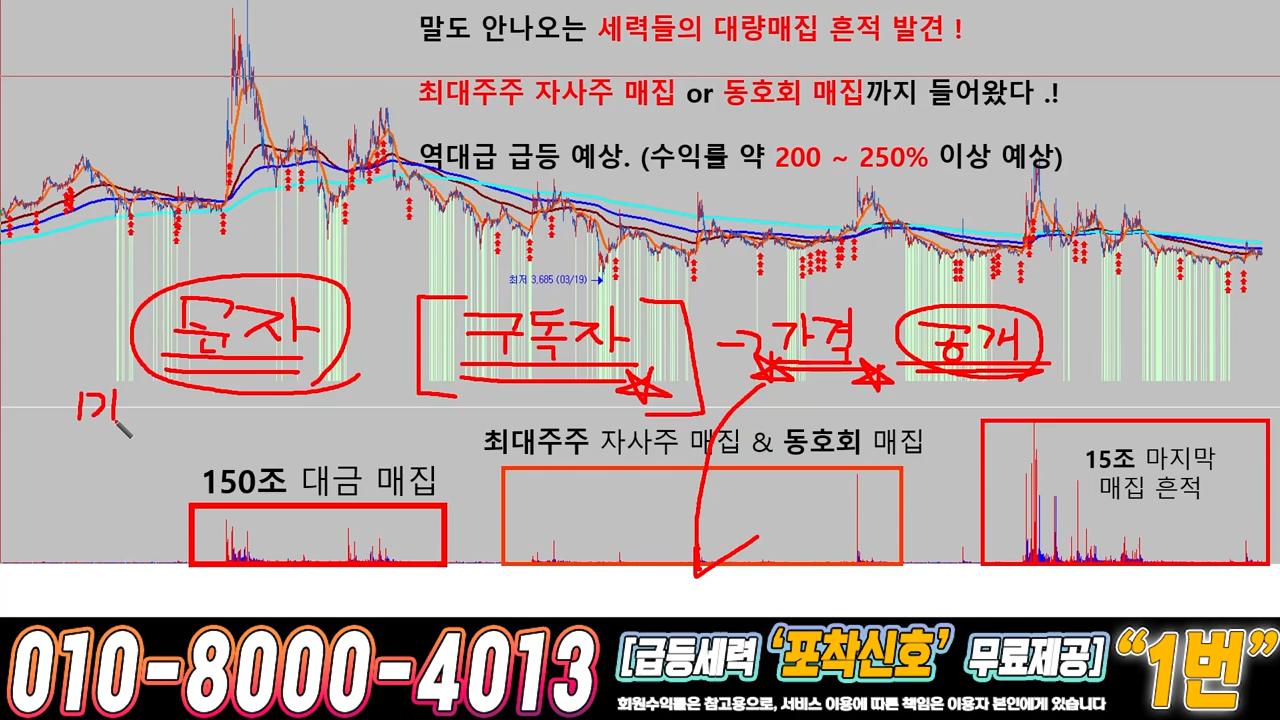 말도 안나오는 세력들의 대량매집 흔적 발견 !
최대주주 자사주 매집 or 동호회 매집까지 들어왔다 .!
역대급 급등 예상. (수익률 약 200 ~ 250% 이상 예상)
최저 3,685 (03/19)
문자 구독자 가격 공개
최대주주 자사주 매집 & 동호회 매집
150조 대금 매집
15조 마지막
매집 흔적
010-8000-4013
[급등세력 '포착신호' 무료제공] "1번"
회원수익률은 참고용으로, 서비스 이용에 따른 책임은 이용자 본인에게 있습니다